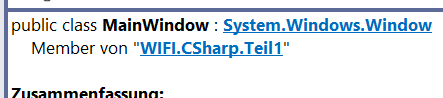 public class MainWindow : System.Windows.Window
Member von "WIFI.CSharp.Teil1"
Zusammenfassung: